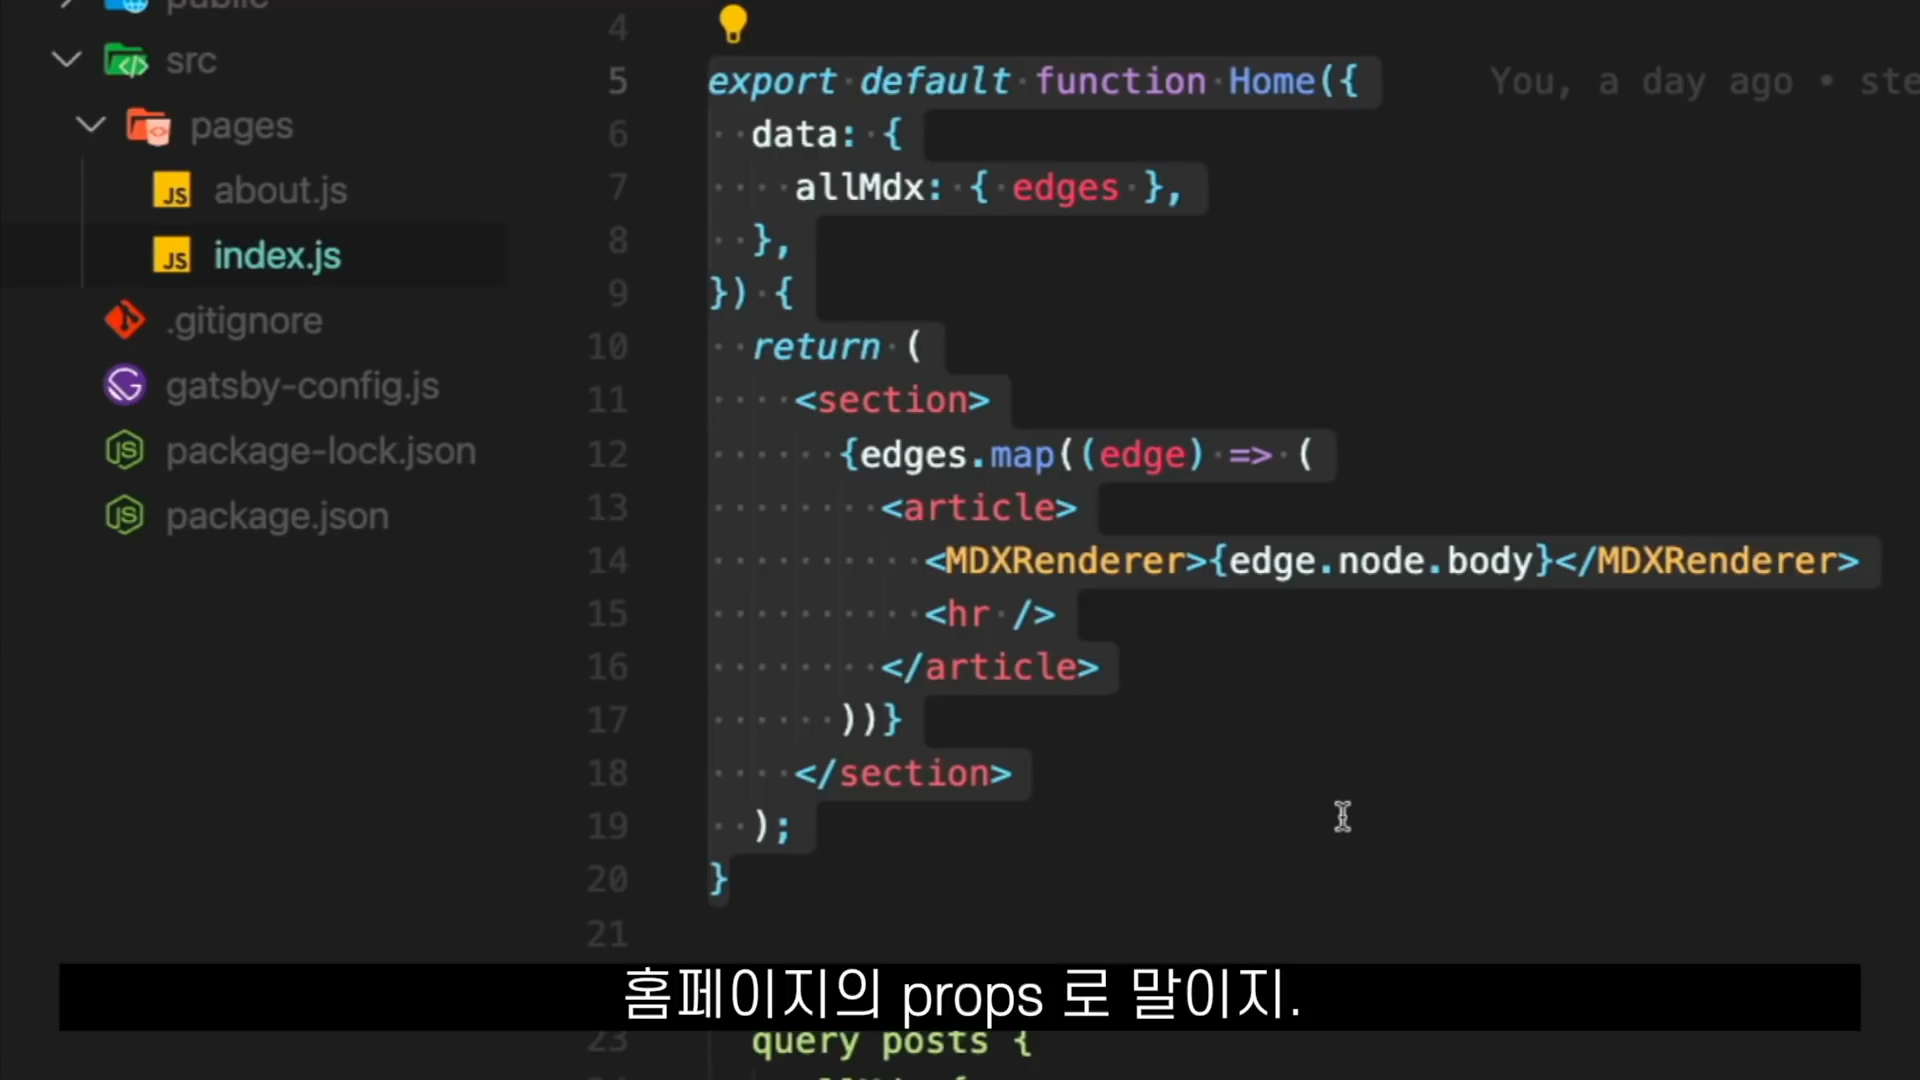 public
src
pages
about.js
index.js
.gitignore
gatsby-config.js
package-lock.json
package.json
4
5 export default function Home({ You, a day ago • ste
6 data: {
7 allMdx: { edges },
8 },
9 }) {
10 return (
11 <section>
12 {edges.map((edge) => (
13 <article>
14 <MDXRenderer>{edge.node.body}</MDXRenderer>
15 <hr />
16 </article>
17 ))}
18 </section>
19 );
20 }
21
홈페이지의 props 로 말이지.
23 query posts {